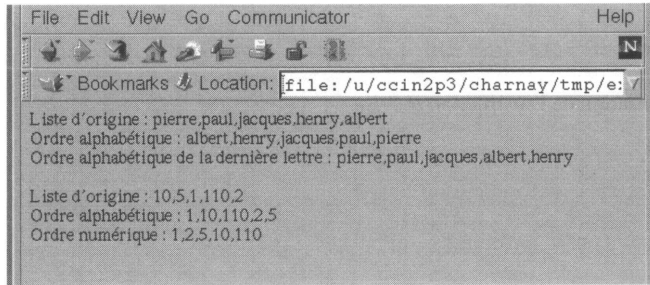 File Edit View Go Communicator Help
N
Bookmarks Location: file:/u/ccin2p3/charnay/tmp/e
Liste d'origine : pierre,paul,jacques,henry,albert
Ordre alphabétique : albert,henry,jacques,paul,pierre
Ordre alphabétique de la dernière lettre : pierre,paul,jacques,albert,henry
Liste d'origine : 10,5,1,110,2
Ordre alphabétique : 1,10,110,2,5
Ordre numérique : 1,2,5,10,110